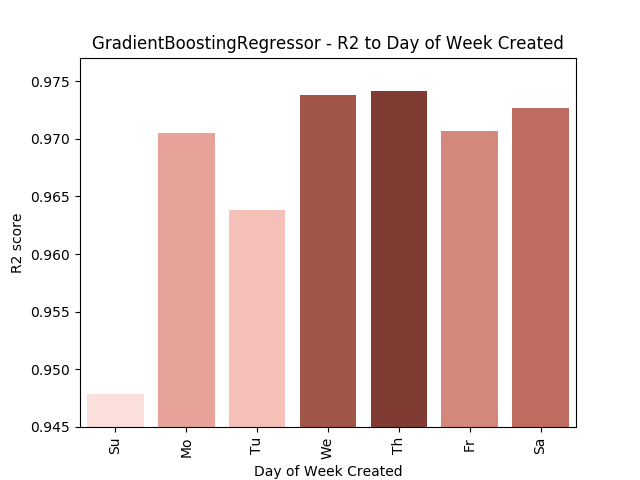 GradientBoostingRegressor - R2 to Day of Week Created
0.975
0.970
0.965
0.960
0.955
0.950
0.945
R2 score
Su
Mo
Tu
We
Th
Fr
Sa
Day of Week Created